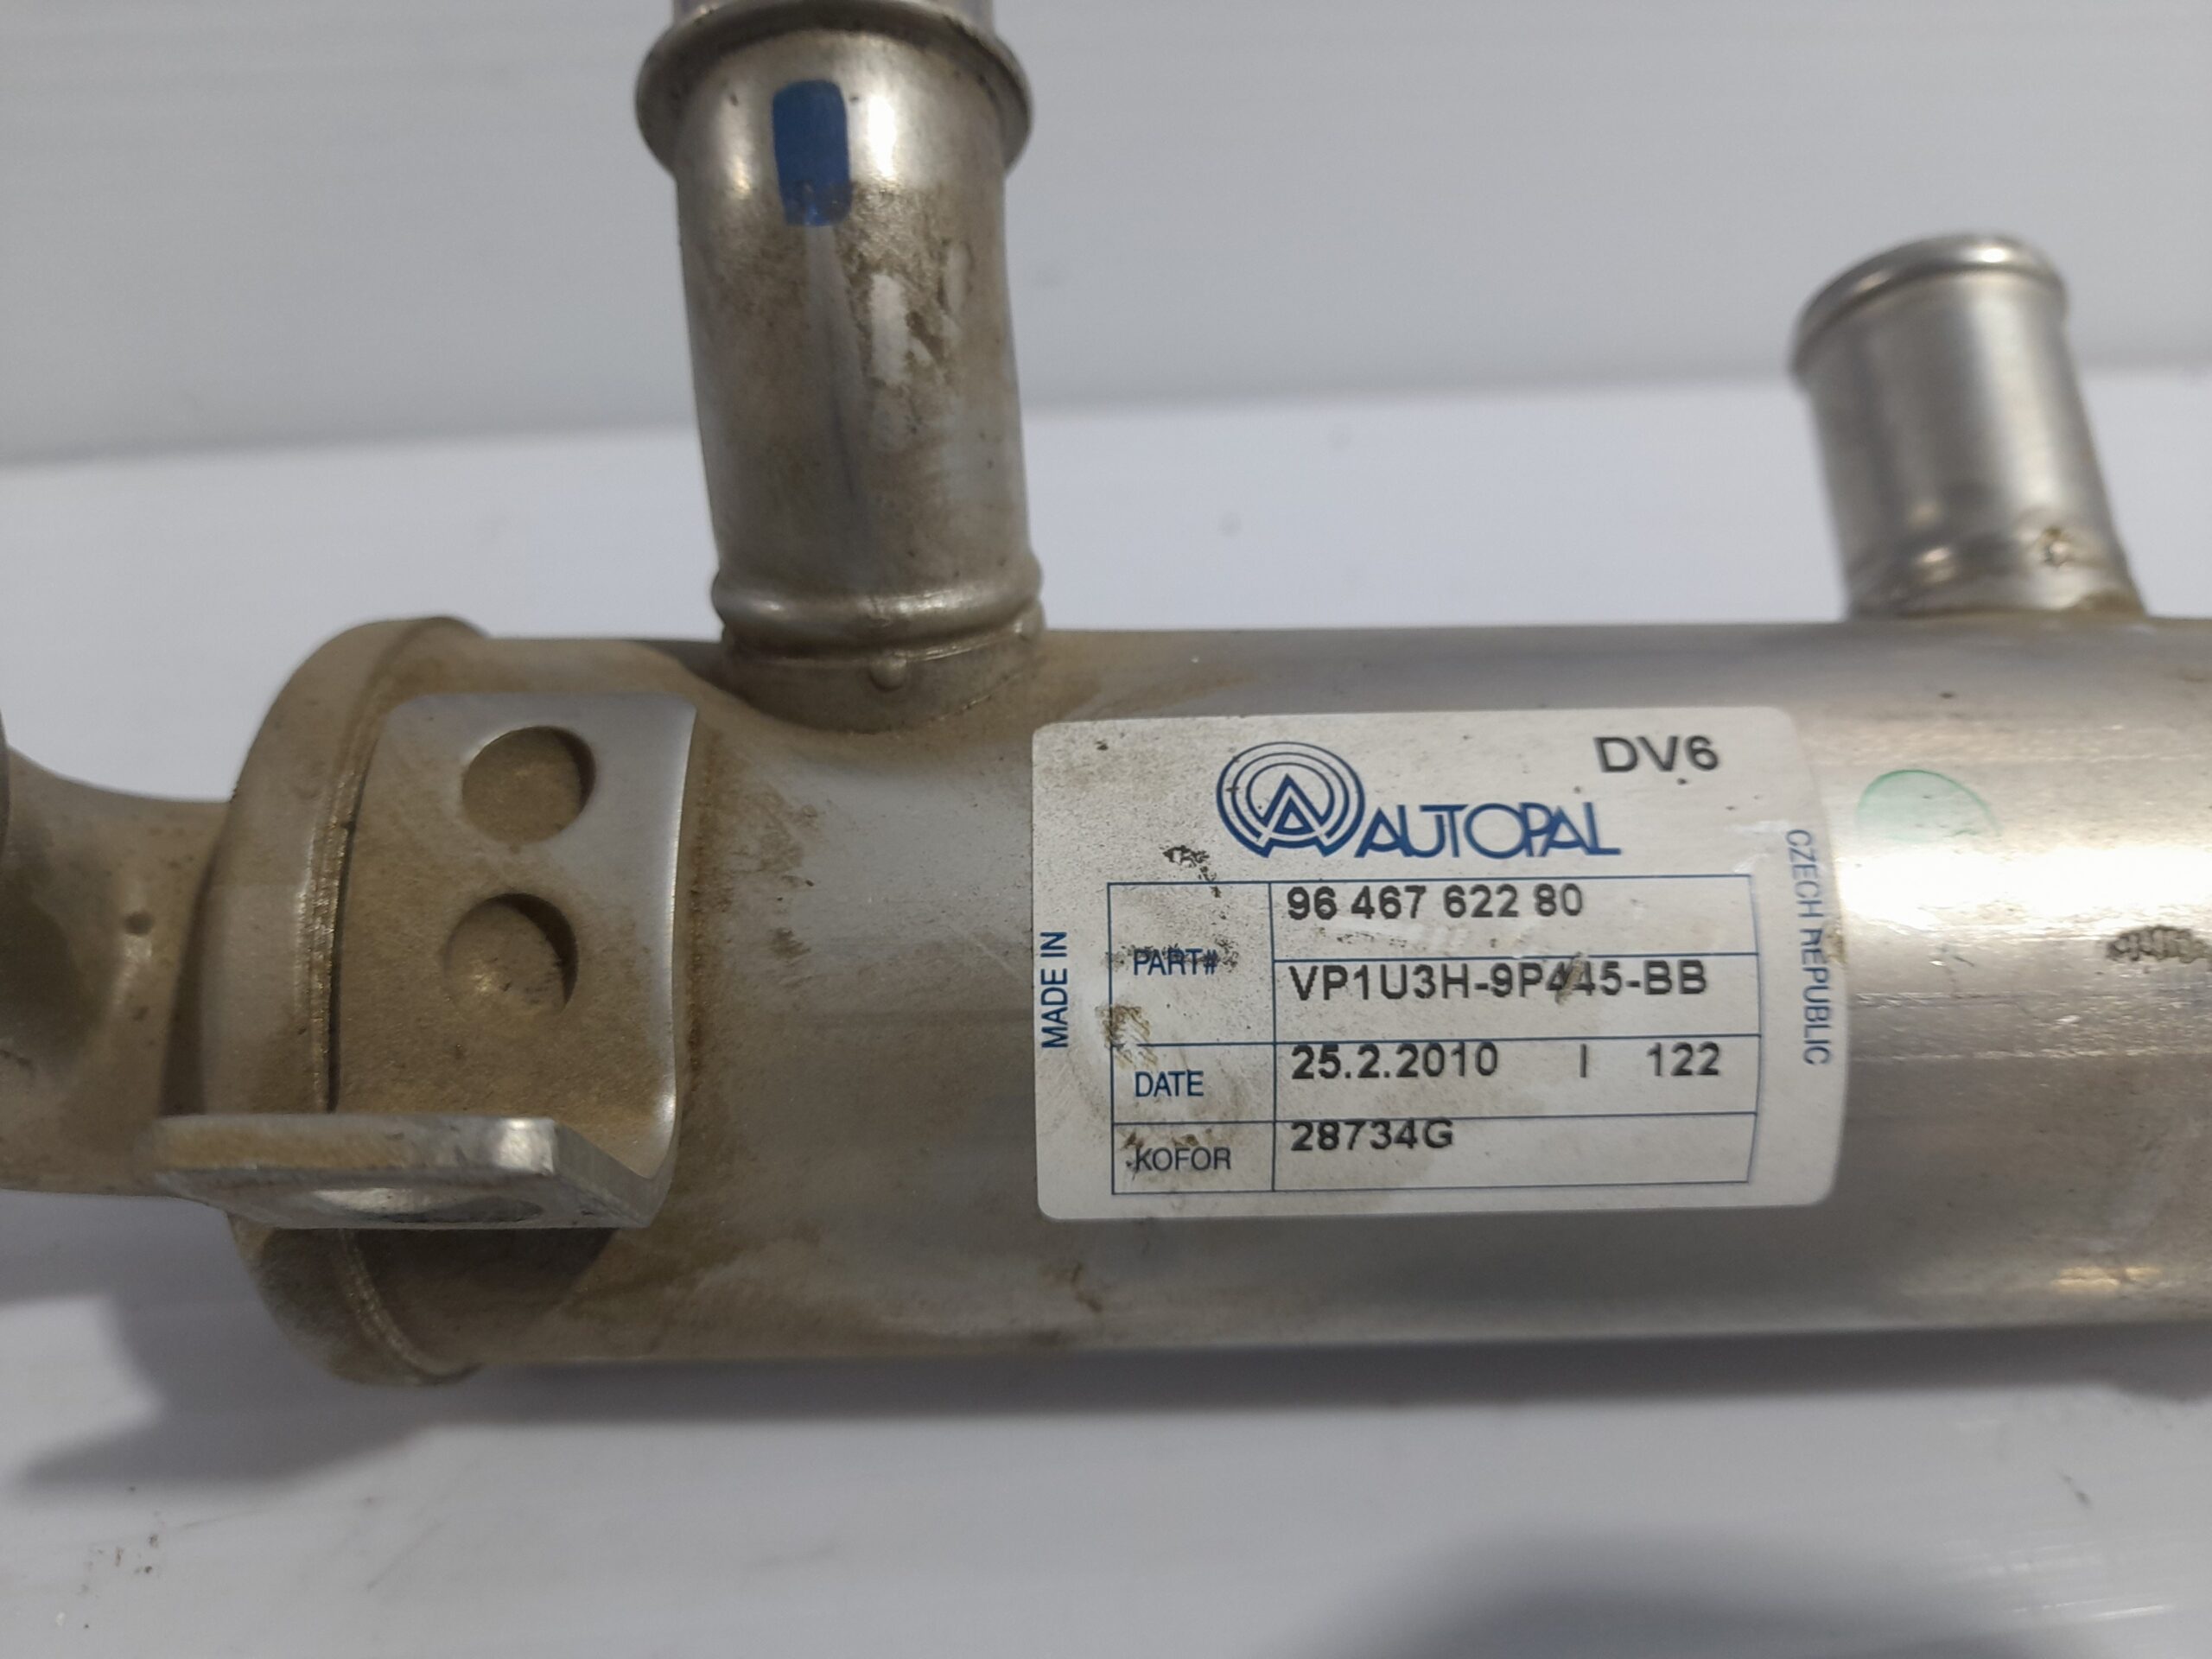 DV6
AUTOPAL
PART#
96 467 622 80
VP1U3H-9P445-BB
DATE
25.2.2010 I 122
KOFOR
28734G
MADE IN
CZECH REPUBLIC